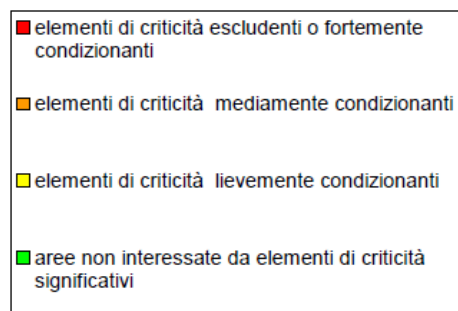 elementi di criticità escludenti o fortemente
condizionanti
elementi di criticità mediamente condizionanti
elementi di criticità lievemente condizionanti
aree non interessate da elementi di criticità
significativi